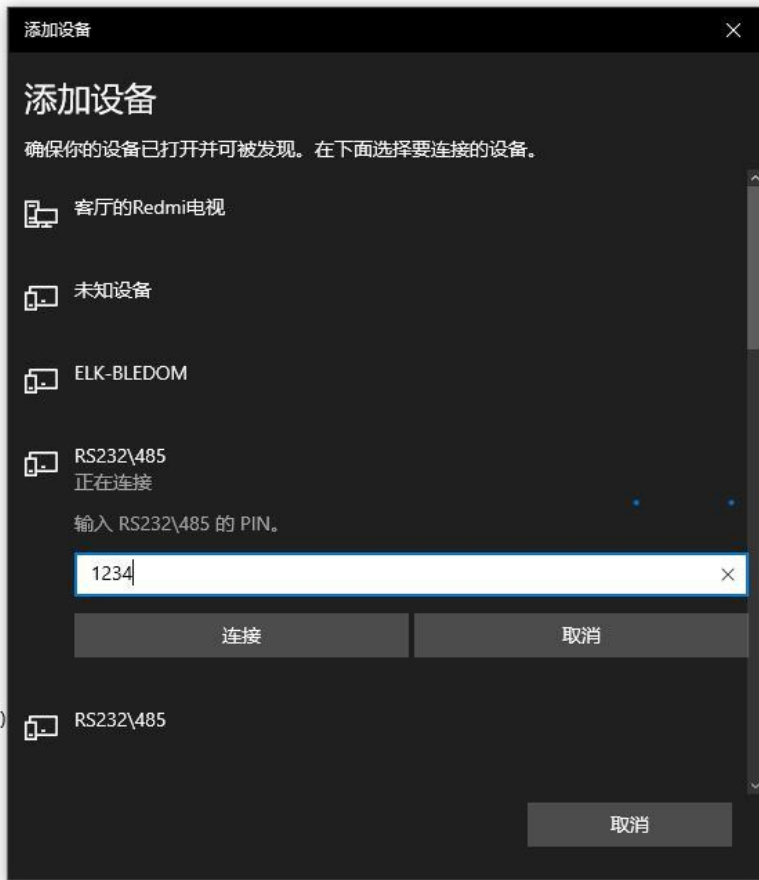 添加设备
添加设备
确保你的设备已打开并可被发现。在下面选择要连接的设备。
客厅的Redmi电视
未知设备
ELK-BLEDOM
RS232\485
正在连接
输入 RS232\485 的 PIN。
1234
连接 取消
)
RS232\485
取消